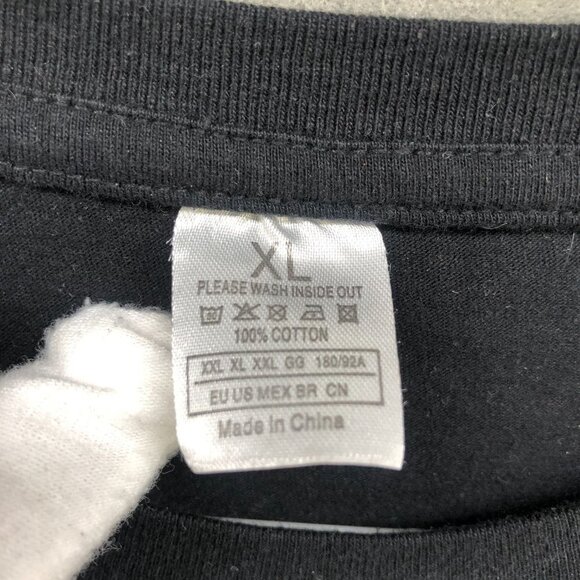 XL
PLEASE WASH INSIDE OUT
100% COTTON
XXL XL XXL GG 180/92A
EU US MEX BR CN
Made in China